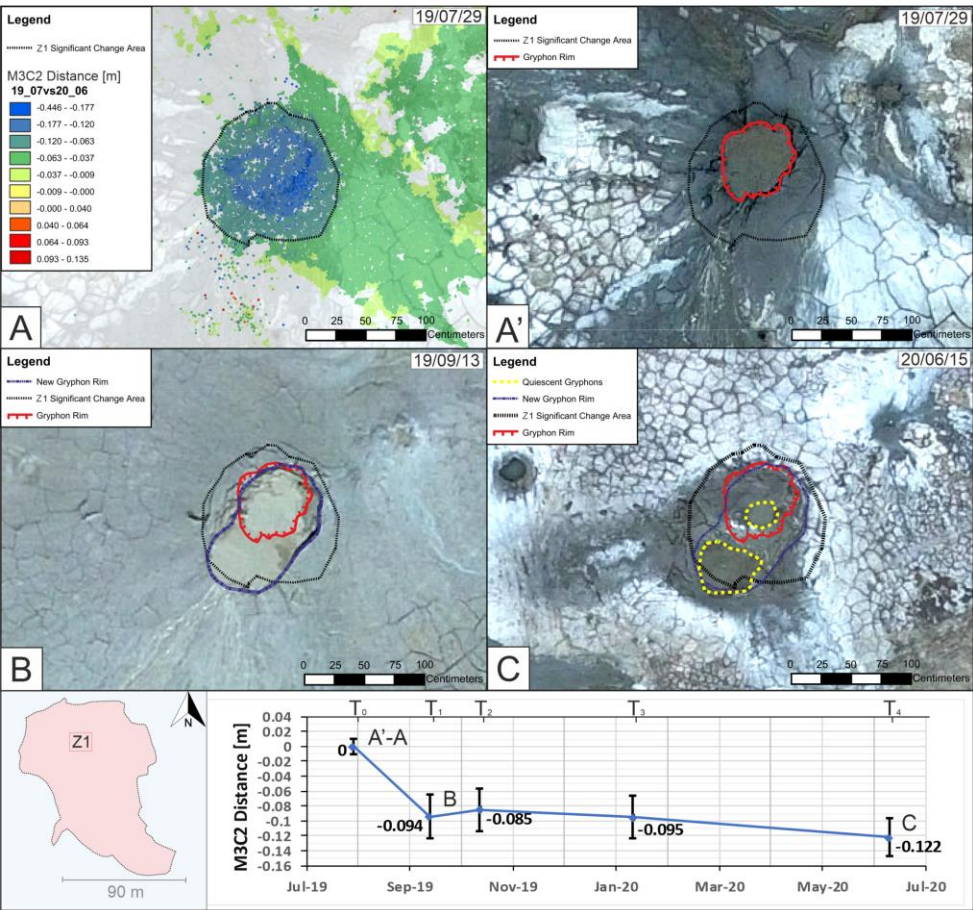 Legend
19/07/29
Z1 Significant Change Area
M3C2 Distance [m]
19_07vs20_06
-0.446 - -0.177
-0.177 - -0.120
-0.120 - -0.063
-0.063 - -0.037
-0.037 - -0.009
-0.009 - -0.000
-0.000 - 0.040
0.040 - 0.064
0.064 - 0.093
0.093 - 0.135
0 25 50 75 100
Centimeters
A
Legend
19/07/29
Z1 Significant Change Area
Gryphon Rim
0 25 50 75 100
Centimeters
A'
Legend
19/09/13
New Gryphon Rim
Z1 Significant Change Area
Gryphon Rim
0 25 50 75 100
Centimeters
B
Legend
20/06/15
Quiescent Gryphons
New Gryphon Rim
Z1 Significant Change Area
Gryphon Rim
0 25 50 75 100
Centimeters
C
N
Z1
90 m
T0 T1 T2 T3 T4
M3C2 Distance [m]
0.04
0.02
0
-0.02
-0.04
-0.06
-0.08
-0.1
-0.12
-0.14
-0.16
0
A'-A
-0.094
B
-0.085
-0.095
C
-0.122
Jul-19 Sep-19 Nov-19 Jan-20 Mar-20 May-20 Jul-20